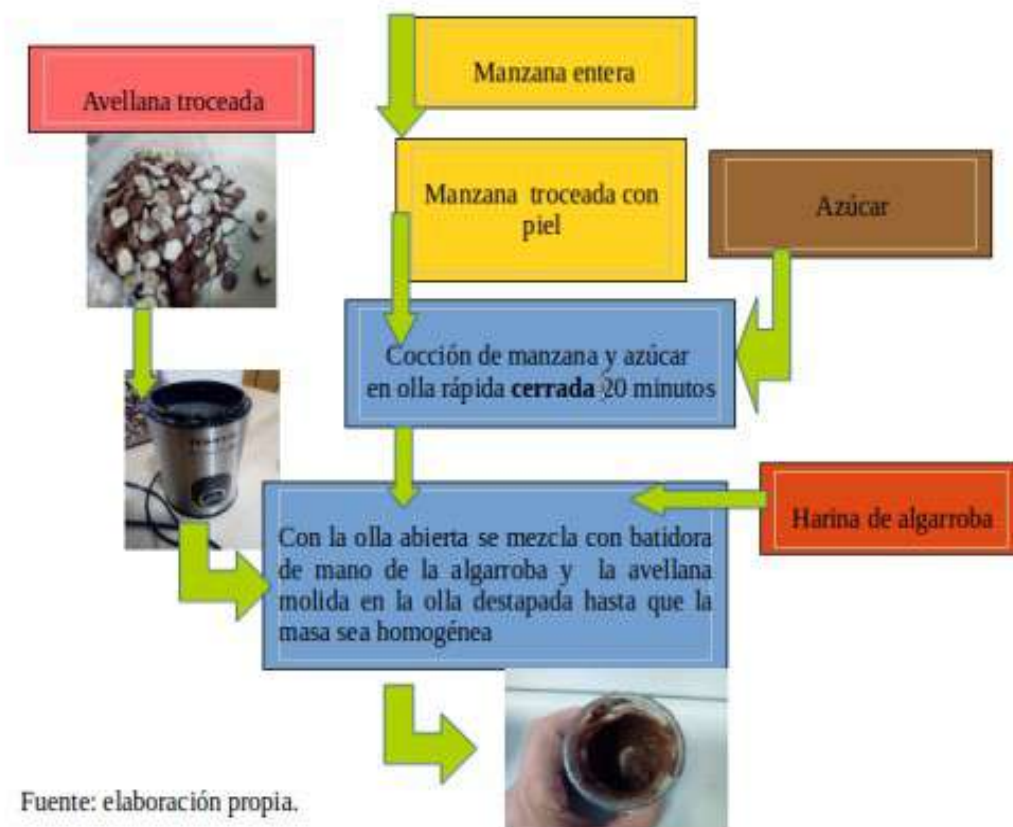 Manzana entera
Avellana troceada
Manzana troceada con
piel
Azúcar
Cocción de manzana y azúcar
en olla rápida cerrada 20 minutos
Harina de algarroba
Con la olla abierta se mezcla con batidora
de mano de la algarroba y la avellana
molida en la olla destapada hasta que la
masa sea homogénea
Fuente: elaboración propia.